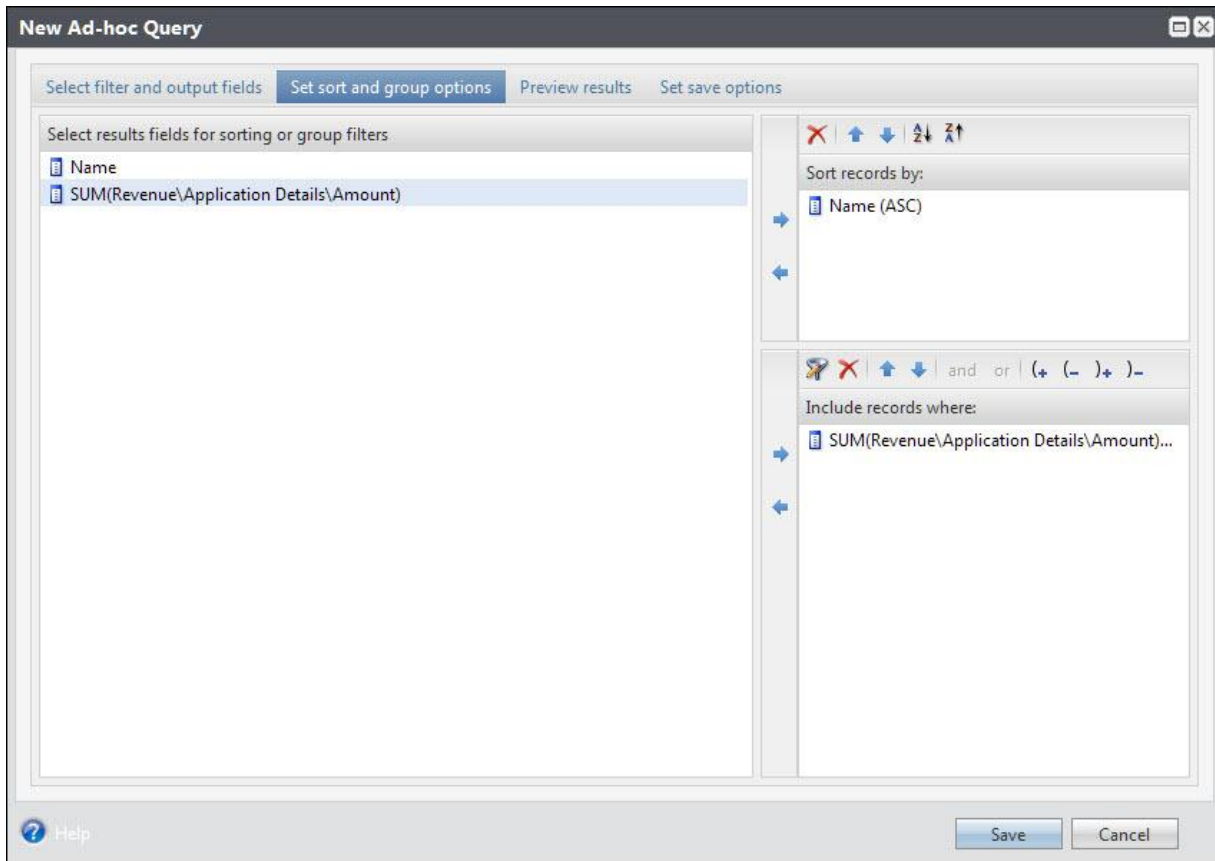 New Ad-hoc Query
Select filter and output fields Set sort and group options Preview results Set save options
Select results fields for sorting or group filters
Name
SUM(Revenue\Application Details\Amount)
Sort records by:
Name (ASC)
and or (+ (- )+ )-
Include records where:
SUM(Revenue\Application Details\Amount)...
Help
Save Cancel